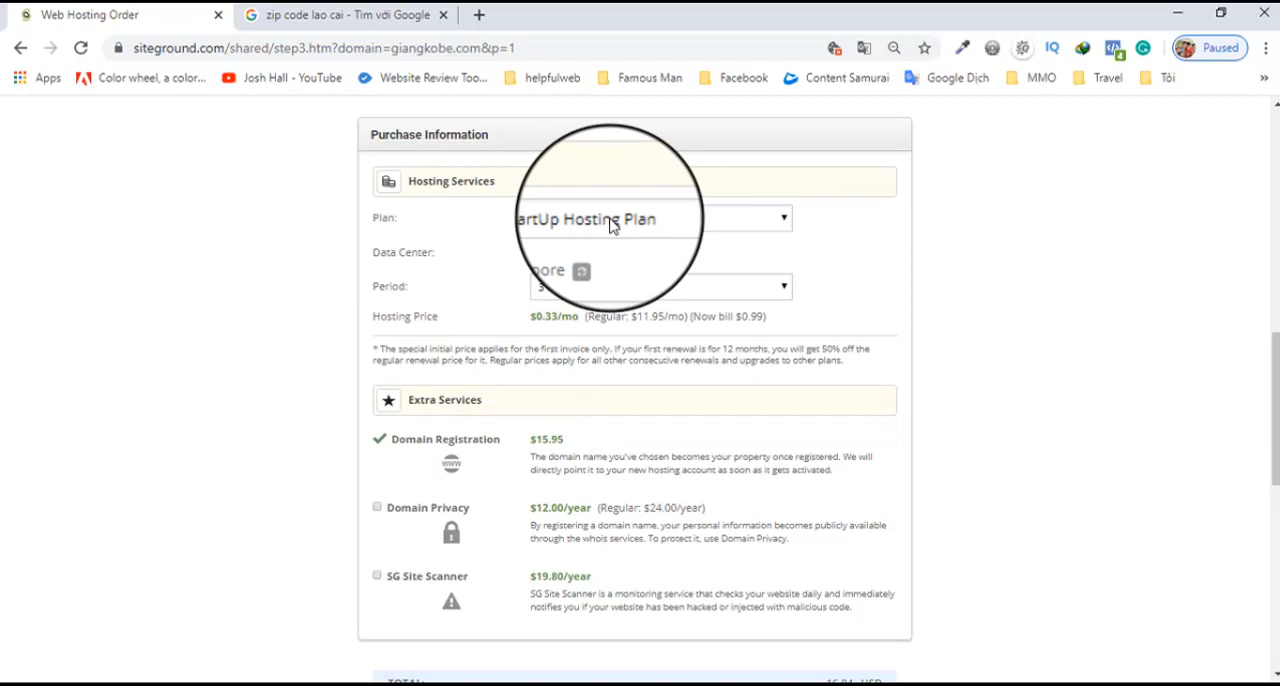 Web Hosting Order
zip code lao cai - Tìm với Google
siteground.com/shared/step3.htm?domain=giangkobe.com&p=1
IQ
4
Paused
Apps
Color wheel, a color...
Josh Hall - YouTube
Website Review Too...
helpfulweb
Famous Man
Facebook
Content Samurai
Google Dịch
MMO
Travel
Tôi
»
Purchase Information
Hosting Services
Plan:
artUp Hosting Plan
Data Center:
pore
Period:
3
Hosting Price
$0.33/mo (Regular: $11.95/mo) (Now bill $0.99)
* The special initial price applies for the first invoice only. If your first renewal is for 12 months, you will get 50% off the
regular renewal price for it. Regular prices apply for all other consecutive renewals and upgrades to other plans.
Extra Services
Domain Registration
$15.95
www
The domain name you've chosen becomes your property once registered. We will
directly point it to your new hosting account as soon as it gets activated.
Domain Privacy
$12.00/year (Regular: $24.00/year)
By registering a domain name, your personal information becomes publicly available
through the whois services. To protect it, use Domain Privacy.
SG Site Scanner
$19.80/year
SG Site Scanner is a monitoring service that checks your website daily and immediately
notifies you if your website has been hacked or injected with malicious code.